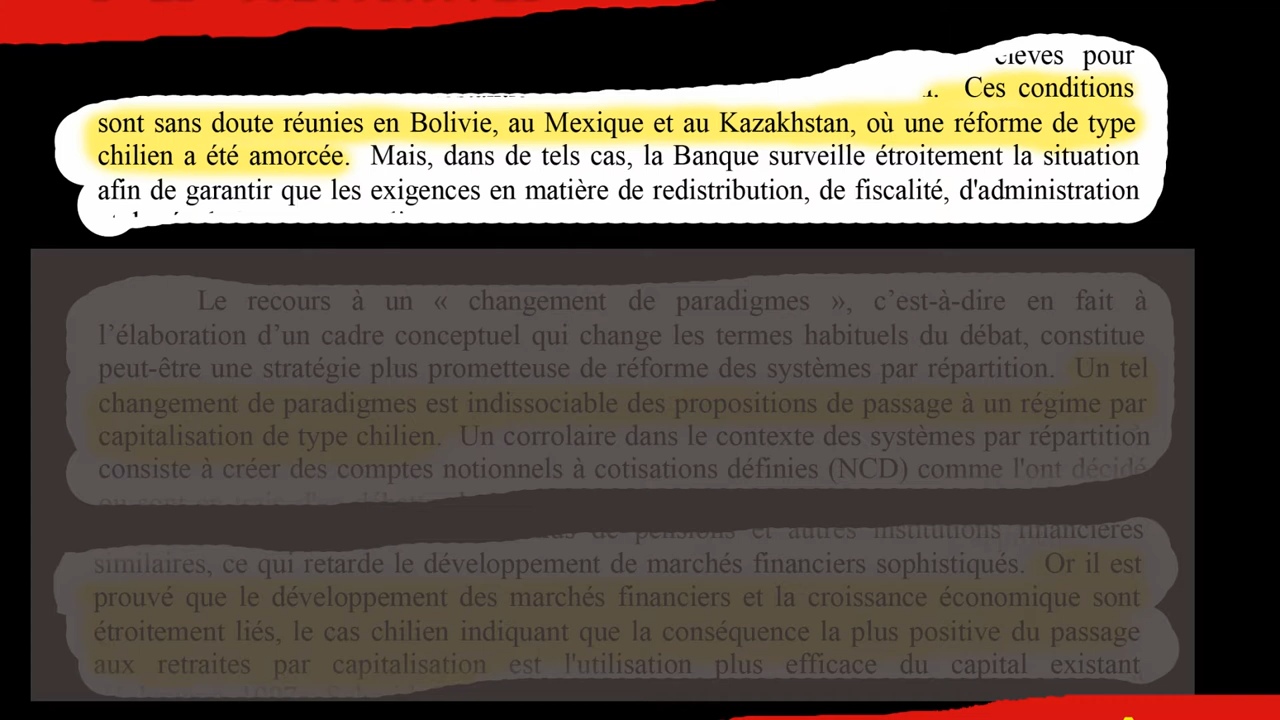 élevés pour
Ces conditions
sont sans doute réunies en Bolivie, au Mexique et au Kazakhstan, où une réforme de type
chilien a été amorcée. Mais, dans de tels cas, la Banque surveille étroitement la situation
afin de garantir que les exigences en matière de redistribution, de fiscalité, d'administration
Le recours à un « changement de paradigmes », c’est-à-dire en fait à
l’élaboration d’un cadre conceptuel qui change les termes habituels du débat, constitue
peut-être une stratégie plus prometteuse de réforme des systèmes par répartition. Un tel
changement de paradigmes est indissociable des propositions de passage à un régime par
capitalisation de type chilien. Un corrolaire dans le contexte des systèmes par répartition
consiste à créer des comptes notionnels à cotisations définies (NCD) comme l'ont décidé
de pensions et autres institutions financières
similaires, ce qui retarde le développement de marchés financiers sophistiqués. Or il est
prouvé que le développement des marchés financiers et la croissance économique sont
étroitement liés, le cas chilien indiquant que la conséquence la plus positive du passage
aux retraites par capitalisation est l'utilisation plus efficace du capital existant